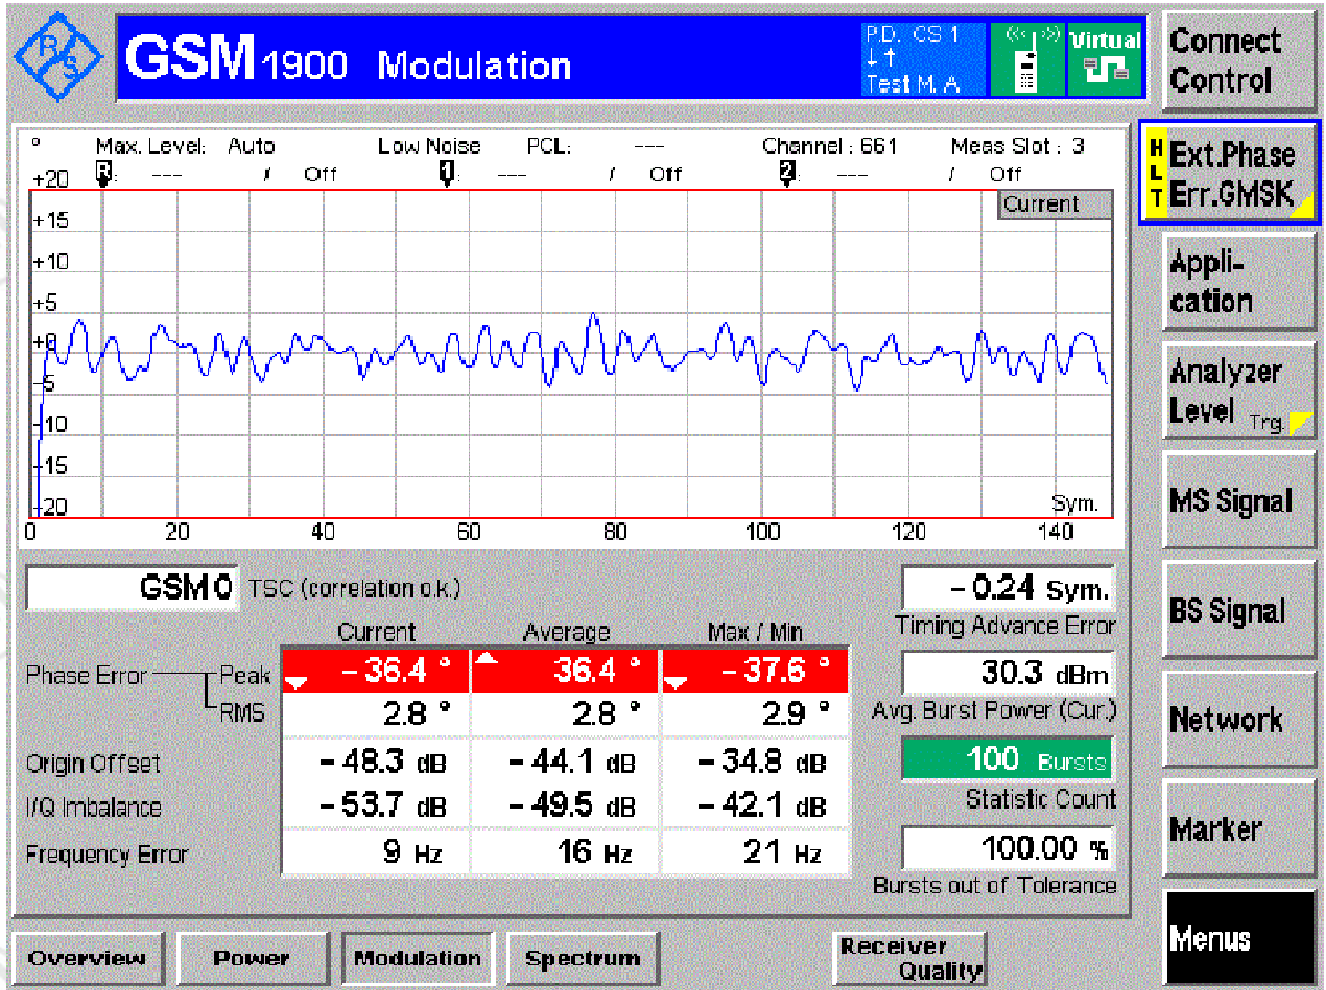 R S
GSM 1900 Modulation
PD. CS 1
↓↑
Test M. A.
Virtual
Connect
Control
° Max. Level: Auto Low Noise PCL: --- Channel : 661 Meas Slot : 3
R : --- / Off 1 : --- / Off 2 : --- / Off
H
L
T
Ext.Phase
Err.GMSK
+20
Current
+15
+10
+5
+0
-5
-10
-15
-20
Sym.
0 20 40 60 80 100 120 140
Appli-
cation
Analyzer
Level Trg.
MS Signal
BS Signal
Network
Marker
Menus
GSM 0 TSC (correlation o.k.)
-0.24 Sym.
Timing Advance Error
Current Average Max / Min
Phase Error Peak -36.4 ° 36.4 ° -37.6 °
RMS 2.8 ° 2.8 ° 2.9 °
30.3 dBm
Avg. Burst Power (Cur.)
Origin Offset -48.3 dB -44.1 dB -34.8 dB
100 Bursts
Statistic Count
I/Q Imbalance -53.7 dB -49.5 dB -42.1 dB
Frequency Error 9 Hz 16 Hz 21 Hz
100.00 %
Bursts out of Tolerance
Overview Power Modulation Spectrum Receiver
Quality